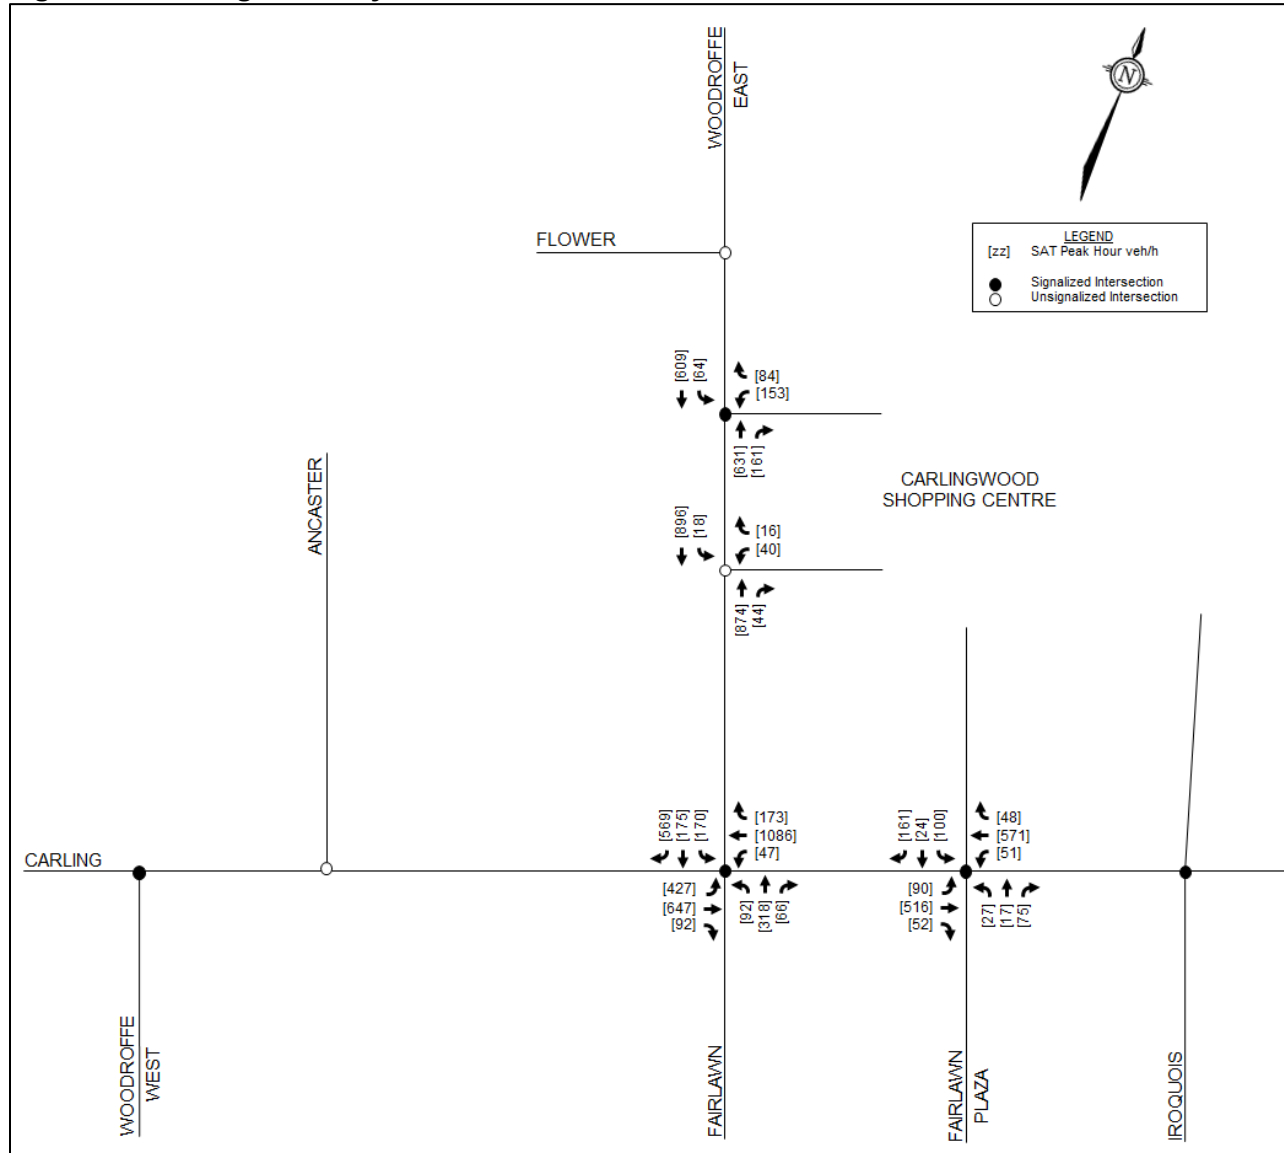 WOODROFFE
EAST
N
LEGEND
[zz] SAT Peak Hour veh/h
Signalized Intersection
Unsignalized Intersection
FLOWER
[609]
[64]
[84]
[153]
[631]
[161]
CARLINGWOOD
SHOPPING CENTRE
ANCASTER
[896]
[18]
[16]
[40]
[874]
[44]
CARLING
[569]
[175]
[170]
[173]
[1086]
[47]
[427]
[647]
[92]
[92]
[318]
[66]
[161]
[24]
[100]
[48]
[571]
[51]
[90]
[516]
[52]
[27]
[17]
[75]
WOODROFFE
WEST
FAIRLAWN
FAIRLAWN
PLAZA
IROQUOIS